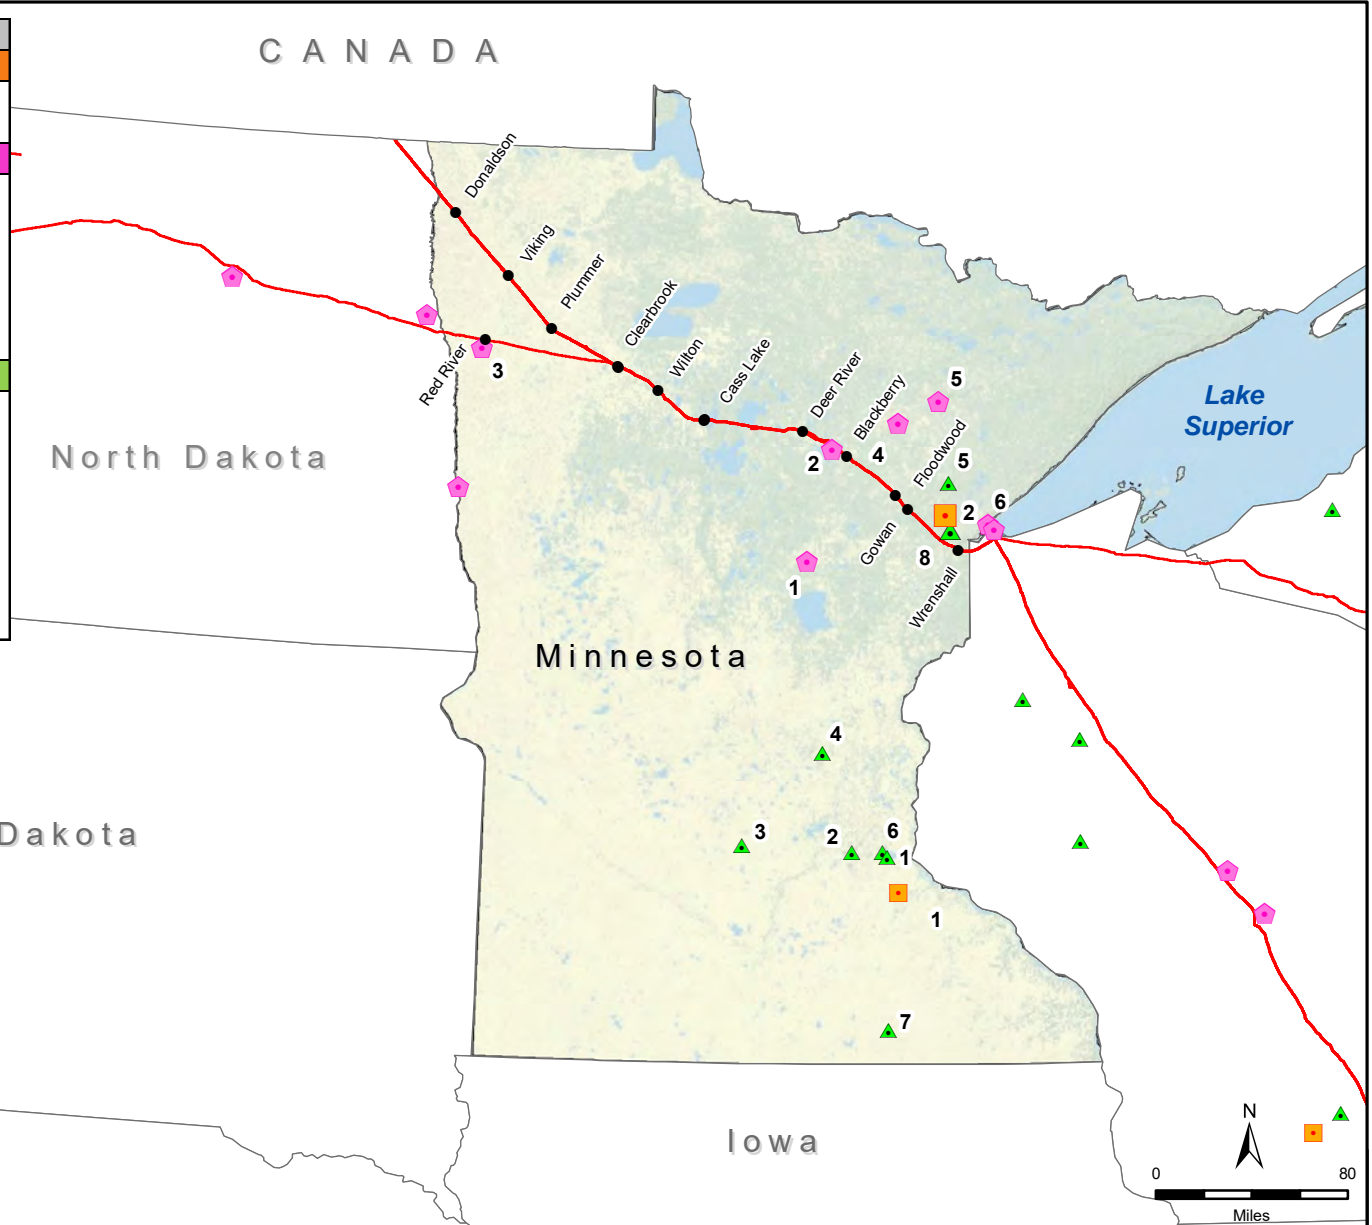 CANADA
Donaldson
Viking
Plummer
Clearbrook
Wilton
Cass Lake
Deer River
Blackberry
Floodwood
Red River
3
5
2
4
5
2
6
Gowan
8
Wrenshall
1
Lake
Superior
North Dakota
Minnesota
4
Dakota
3
2
6
1
1
7
Iowa
N
0
80
Miles